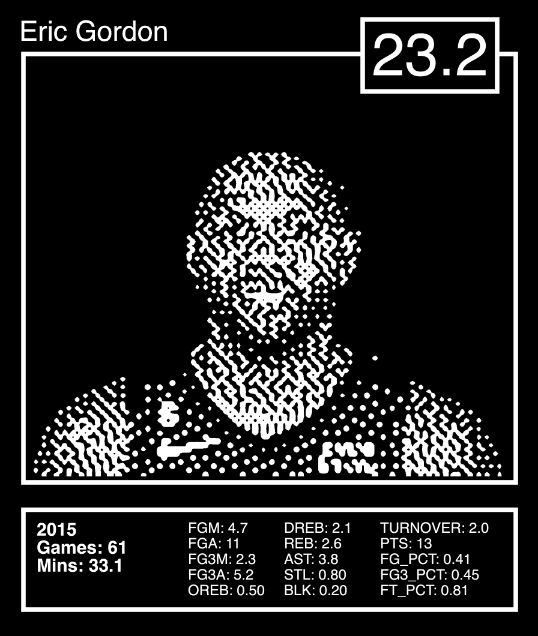 Eric Gordon
23.2
6
2015
Games: 61
Mins: 33.1
FGM: 4.7
FGA: 11
FG3M: 2.3
FG3A: 5.2
OREB: 0.50
DREB: 2.1
REB: 2.6
AST: 3.8
STL: 0.80
BLK: 0.20
TURNOVER: 2.0
PTS: 13
FG_PCT: 0.41
FG3_PCT: 0.45
FT_PCT: 0.81